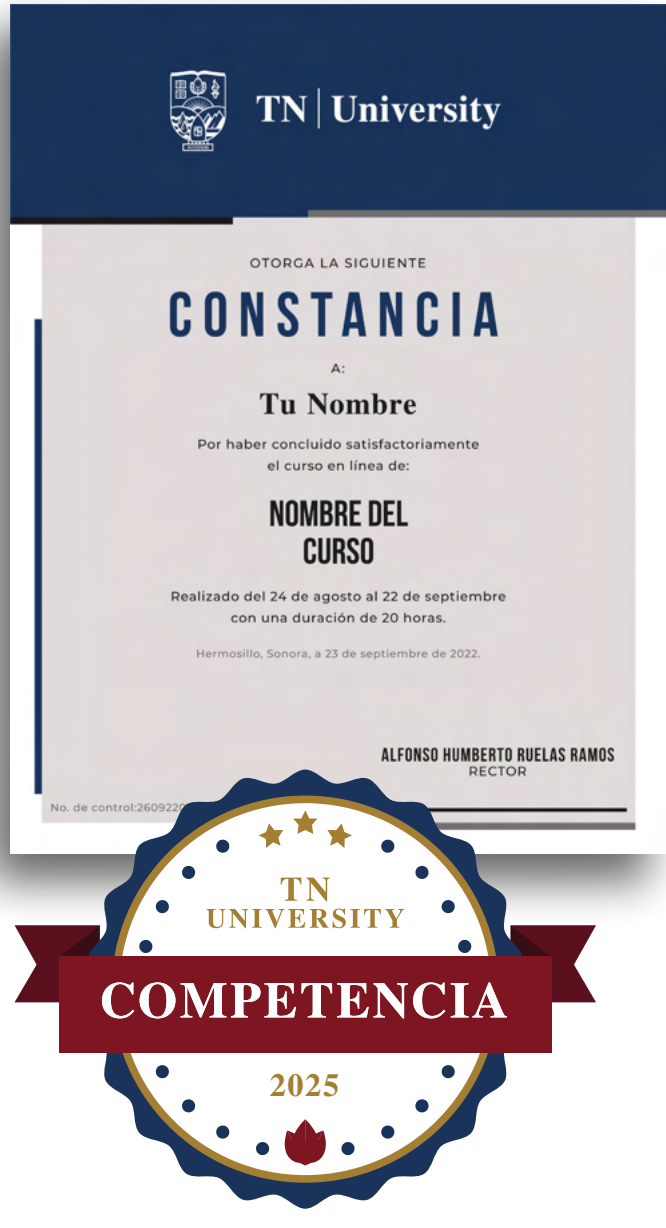 TN | University
OTORGA LA SIGUIENTE
CONSTANCIA
A:
Tu Nombre
Por haber concluido satisfactoriamente
el curso en línea de:
NOMBRE DEL
CURSO
Realizado del 24 de agosto al 22 de septiembre
con una duración de 20 horas.
Hermosillo, Sonora, a 23 de septiembre de 2022.
ALFONSO HUMBERTO RUELAS RAMOS
RECTOR
No. de control:260922
TN
UNIVERSITY
COMPETENCIA
2025